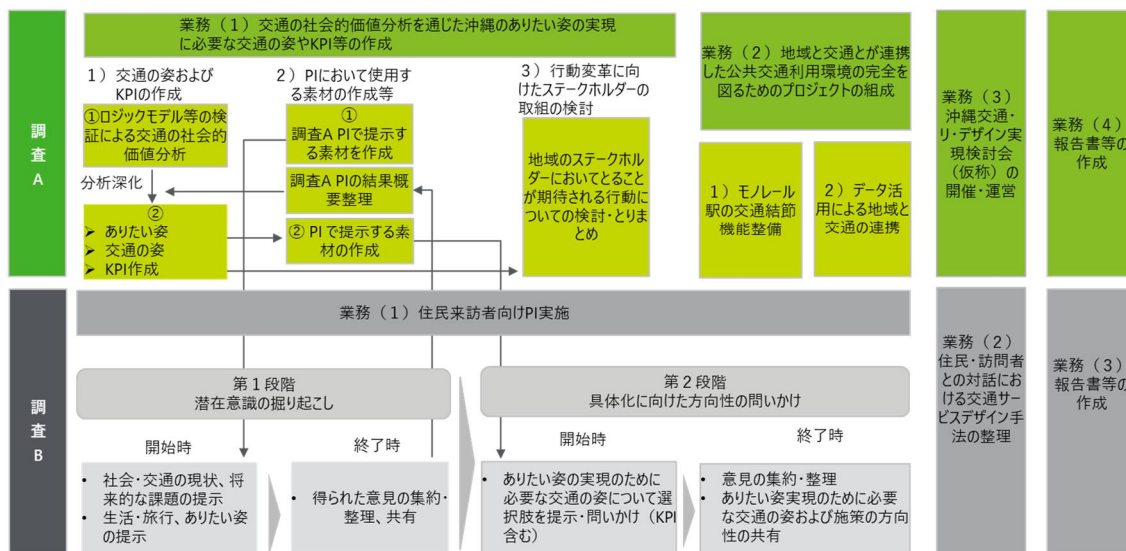 調
査
A
業務（1）交通の社会的価値分析を通じた沖縄のありたい姿の実現
に必要な交通の姿やKPI等の作成
1）交通の姿および
KPIの作成
①ロジックモデル等の検
証による交通の社会的
価値分析
分析深化
②
➢ ありたい姿
➢ 交通の姿
➢ KPI作成
2）PIにおいて使用す
る素材の作成等
①
調査A PIで提示す
る素材を作成
調査A PIの結果概
要整理
② PIで提示する素
材の作成
3）行動変革に向
けたステークホルダーの
取組の検討
地域のステークホル
ダーにおいてとること
が期待される行動に
ついての検討・とりま
とめ
業務（2）地域と交通とが連携
した公共交通利用環境の完全を
図るためのプロジェクトの組成
1）モノレール
駅の交通結節
機能整備
2）データ活
用による地域と
交通の連携
業務（3）
沖縄交通・
リ・デザイン実
現検討会
（仮称）の
開催・運営
業務（4）
報告書等の
作成
調
査
B
業務（1）住民来訪者向けPI実施
第1段階
潜在意識の掘り起こし
開始時
• 社会・交通の現状、将
来的な課題の提示
• 生活・旅行、ありたい姿
の提示
終了時
• 得られた意見の集約・
整理、共有
第2段階
具体化に向けた方向性の問いかけ
開始時
• ありたい姿の実現のために
必要な交通の姿について選
択肢を提示・問いかけ（KPI
含む）
終了時
• 意見の集約・整理
• ありたい姿実現のために必要
な交通の姿および施策の方向
性の共有
業務（2）
住民・訪問者
との対話にお
ける交通サー
ビスデザイン手
法の整理
業務（3）
報告書等の
作成